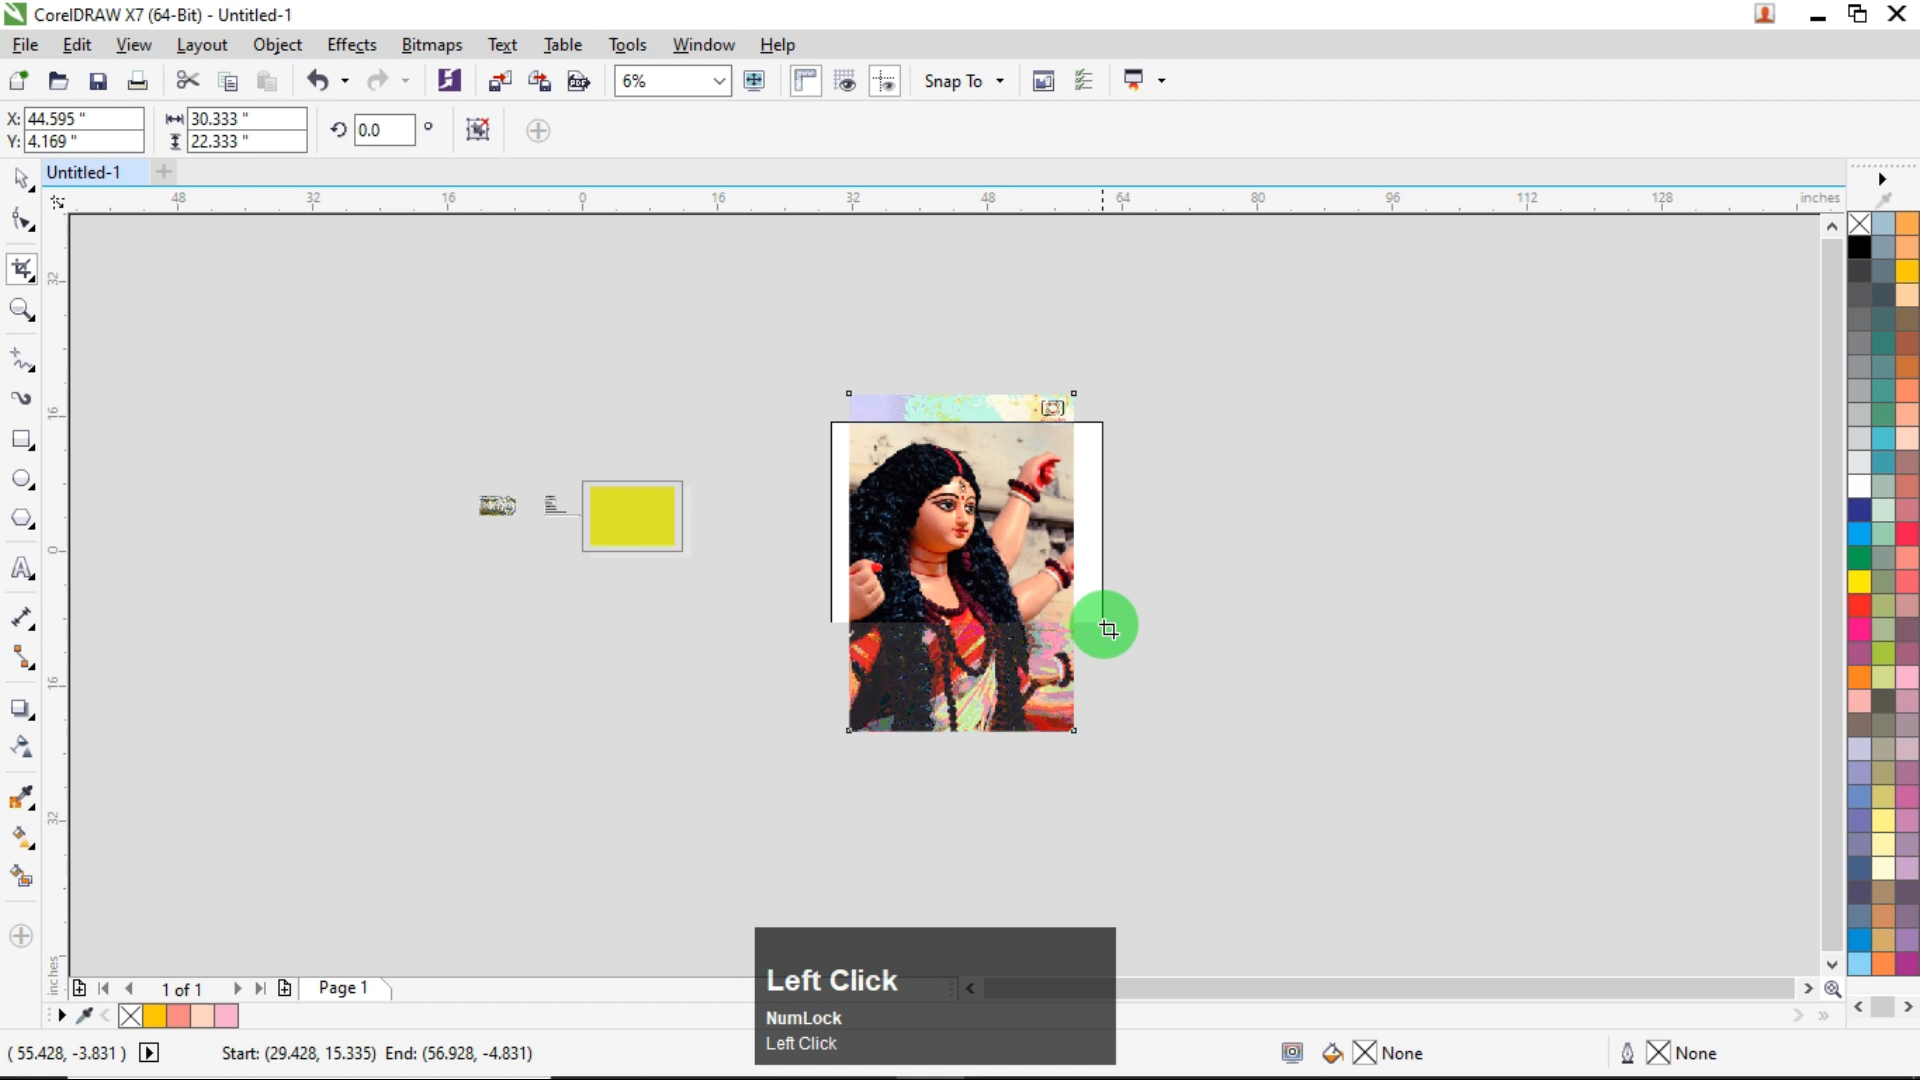 CorelDRAW X7 (64-Bit) - Untitled-1
File Edit View Layout Object Effects Bitmaps Text Table Tools Window Help
6% Snap To
X: 44.595 " 30.333 " 0.0 °
Y: 4.169 " 22.333 "
Untitled-1
48 32 16 0 16 32 48 64 80 96 112 128 inches
32
16
0
16
32
inches
1 of 1 Page 1
Left Click
NumLock
Left Click
( 55.428, -3.831 ) Start: (29.428, 15.335) End: (56.928, -4.831) None None